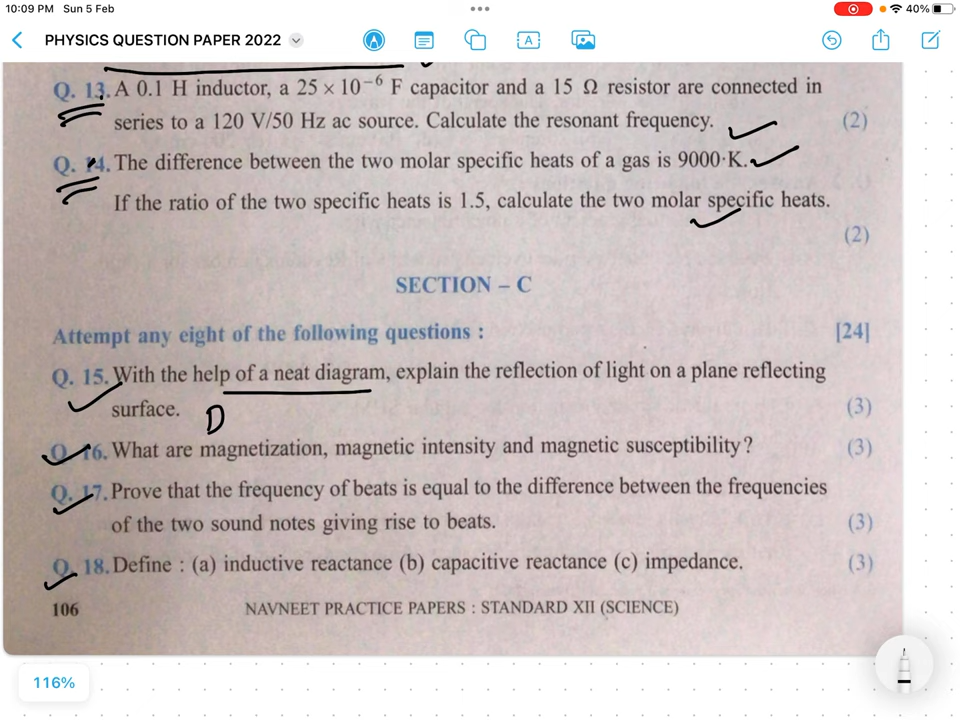 10:09 PM Sun 5 Feb
40%
PHYSICS QUESTION PAPER 2022
A
Q. 13. A 0.1 H inductor, a 25 × 10⁻⁶ F capacitor and a 15 Ω resistor are connected in
series to a 120 V/50 Hz ac source. Calculate the resonant frequency. (2)
Q. 14. The difference between the two molar specific heats of a gas is 9000·K.
If the ratio of the two specific heats is 1.5, calculate the two molar specific heats.
(2)
SECTION – C
Attempt any eight of the following questions : [24]
Q. 15. With the help of a neat diagram, explain the reflection of light on a plane reflecting
surface. (3)
D
Q. 16. What are magnetization, magnetic intensity and magnetic susceptibility? (3)
Q. 17. Prove that the frequency of beats is equal to the difference between the frequencies
of the two sound notes giving rise to beats. (3)
Q. 18. Define : (a) inductive reactance (b) capacitive reactance (c) impedance. (3)
106 NAVNEET PRACTICE PAPERS : STANDARD XII (SCIENCE)
116%